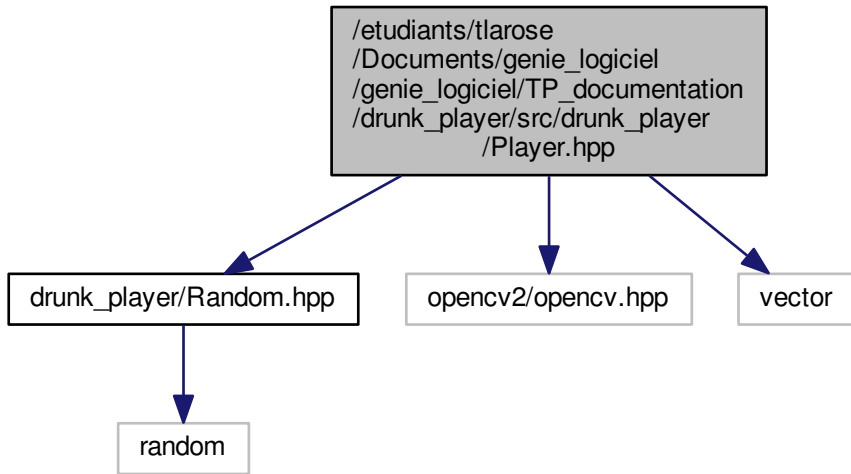 /etudiants/tlarose
/Documents/genie_logiciel
/genie_logiciel/TP_documentation
/drunk_player/src/drunk_player
/Player.hpp
drunk_player/Random.hpp
opencv2/opencv.hpp
vector
random